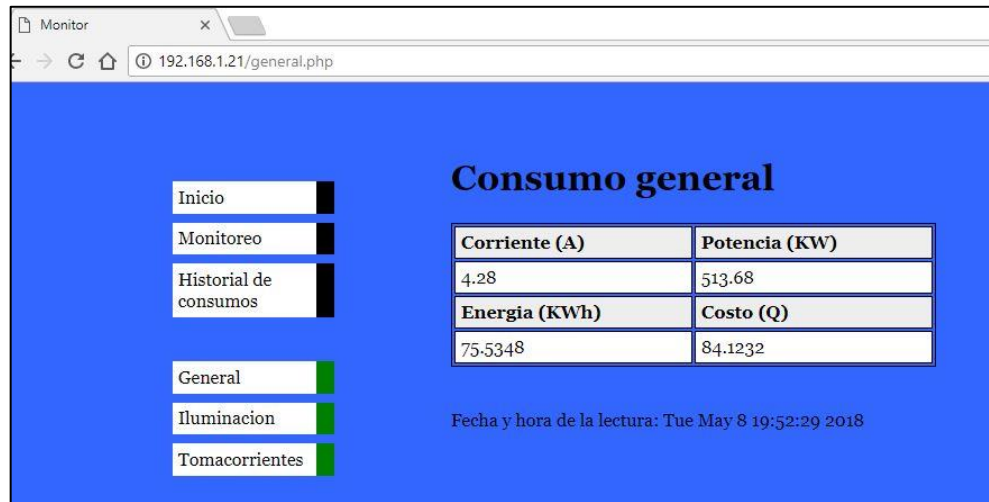 Monitor
192.168.1.21/general.php
Inicio
Monitoreo
Historial de
consumos
General
Iluminacion
Tomacorrientes
Consumo general
Corriente (A) Potencia (KW)
4.28 513.68
Energia (KWh) Costo (Q)
75.5348 84.1232
Fecha y hora de la lectura: Tue May 8 19:52:29 2018